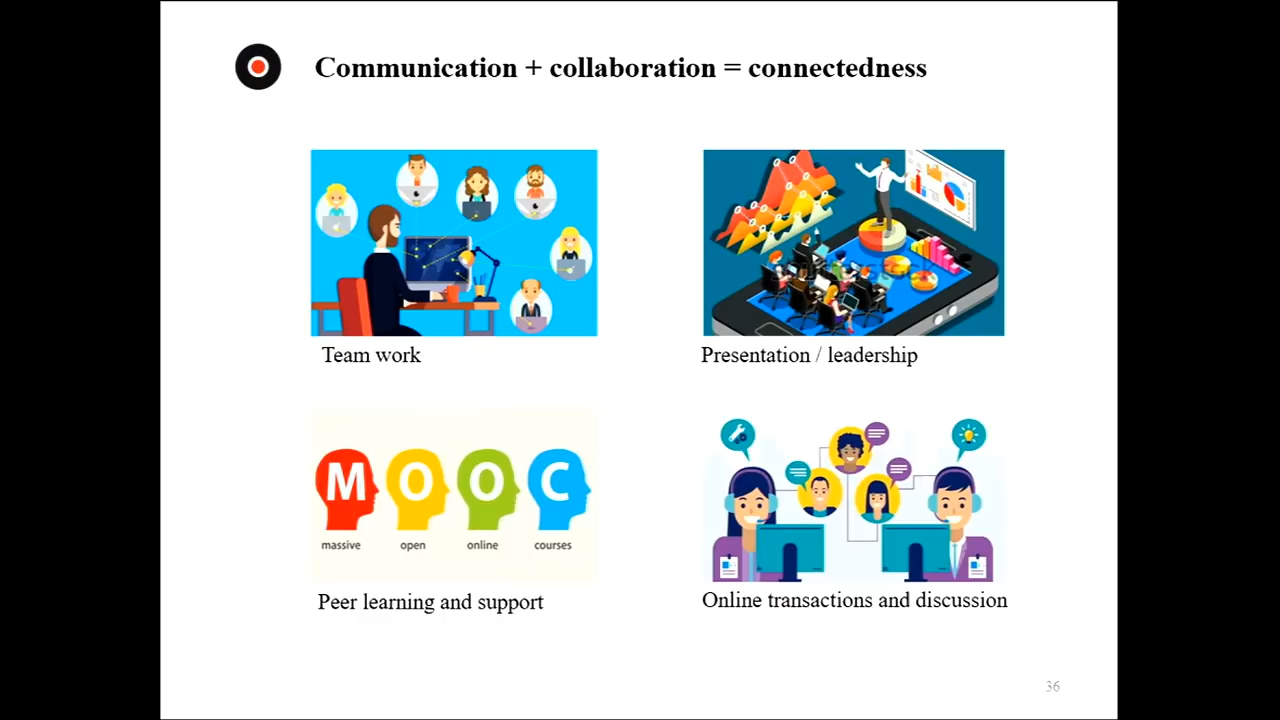 Communication + collaboration = connectedness
Team work
Presentation / leadership
M O O C
massive open online courses
Peer learning and support
Online transactions and discussion
36